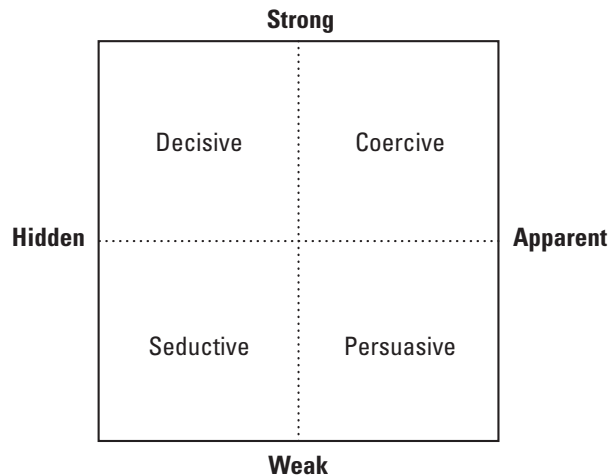 Strong
Decisive
Coercive
Hidden
Apparent
Seductive
Persuasive
Weak